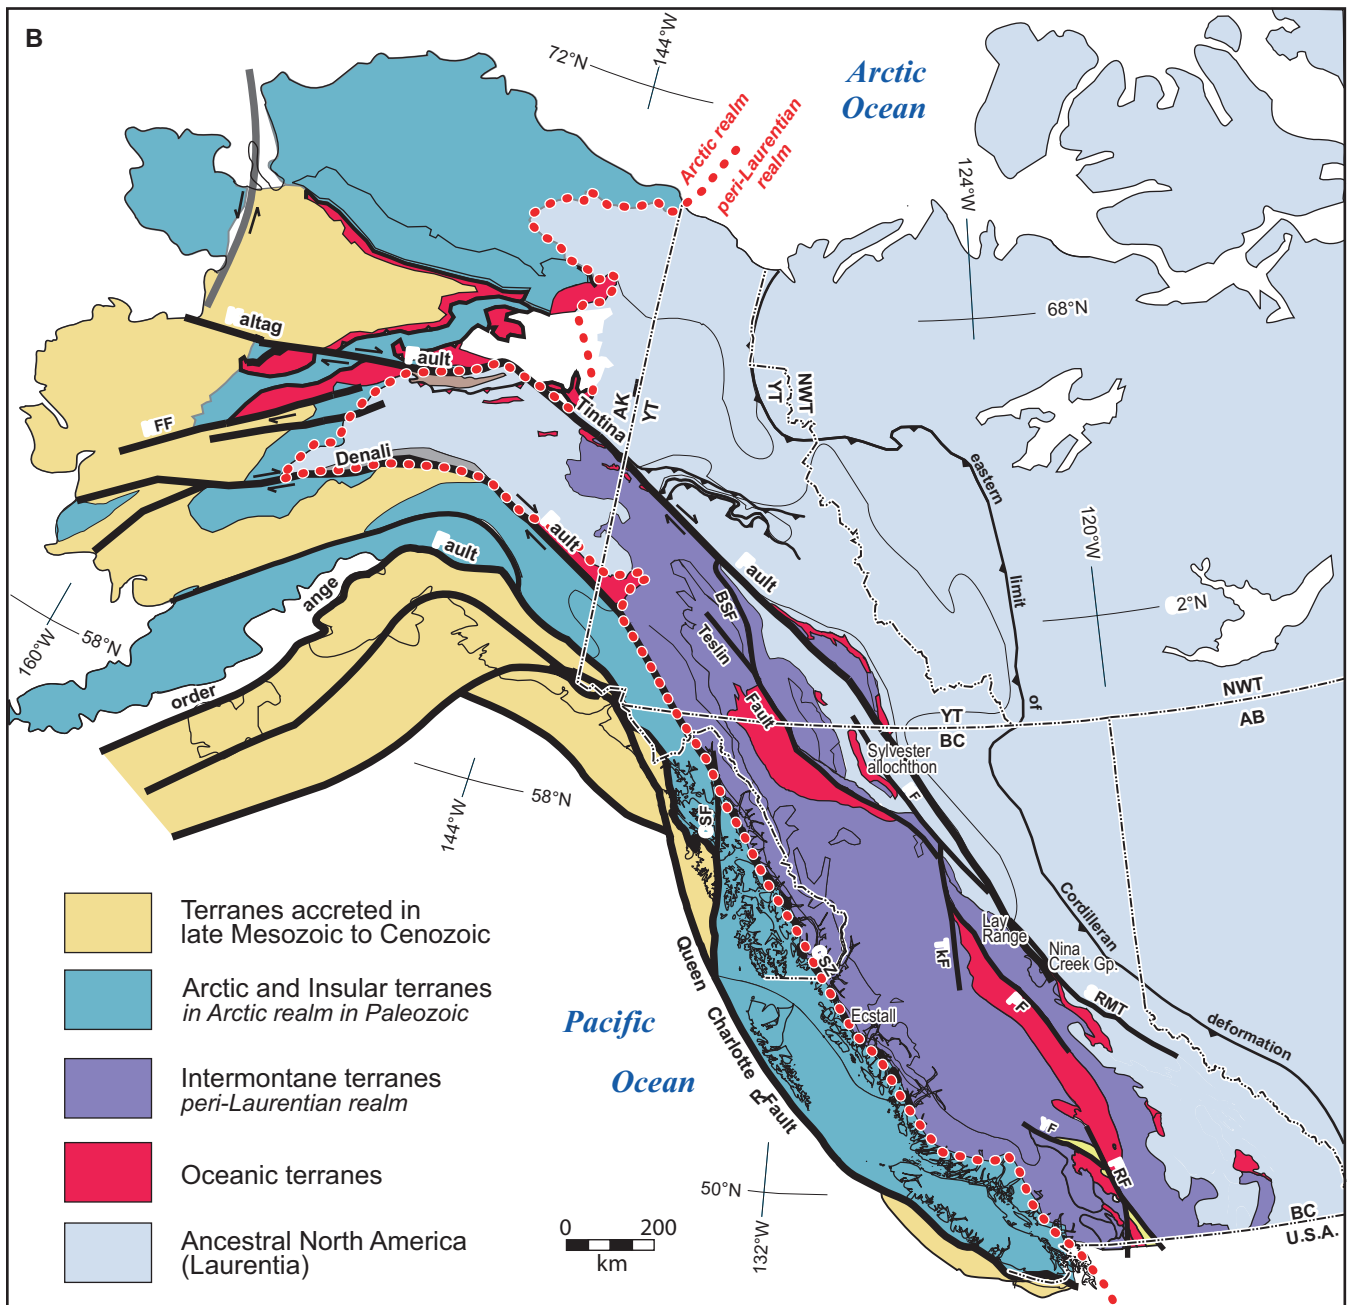 B
72°N
144°W
Arctic
Ocean
Arctic realm
peri-Laurentian
realm
124°W
68°N
altag
ault
FF
Tintina
AK
YT
YT
NWT
Denali
ault
eastern
limit
of
120°W
2°N
ault
ault
BSF
Teslin
Fault
ange
order
160°W
58°N
NWT
AB
YT
BC
Sylvester
allochthon
F
58°N
144°W
SF
Cordilleran
deformation
Lay
Range
Nina
Creek Gp.
RMT
kF
F
SZ
Ecstall
Queen Charlotte Fault
R
Pacific
Ocean
F
RF
50°N
132°W
BC
U.S.A.
0 200
km
Terranes accreted in
late Mesozoic to Cenozoic
Arctic and Insular terranes
in Arctic realm in Paleozoic
Intermontane terranes
peri-Laurentian realm
Oceanic terranes
Ancestral North America
(Laurentia)